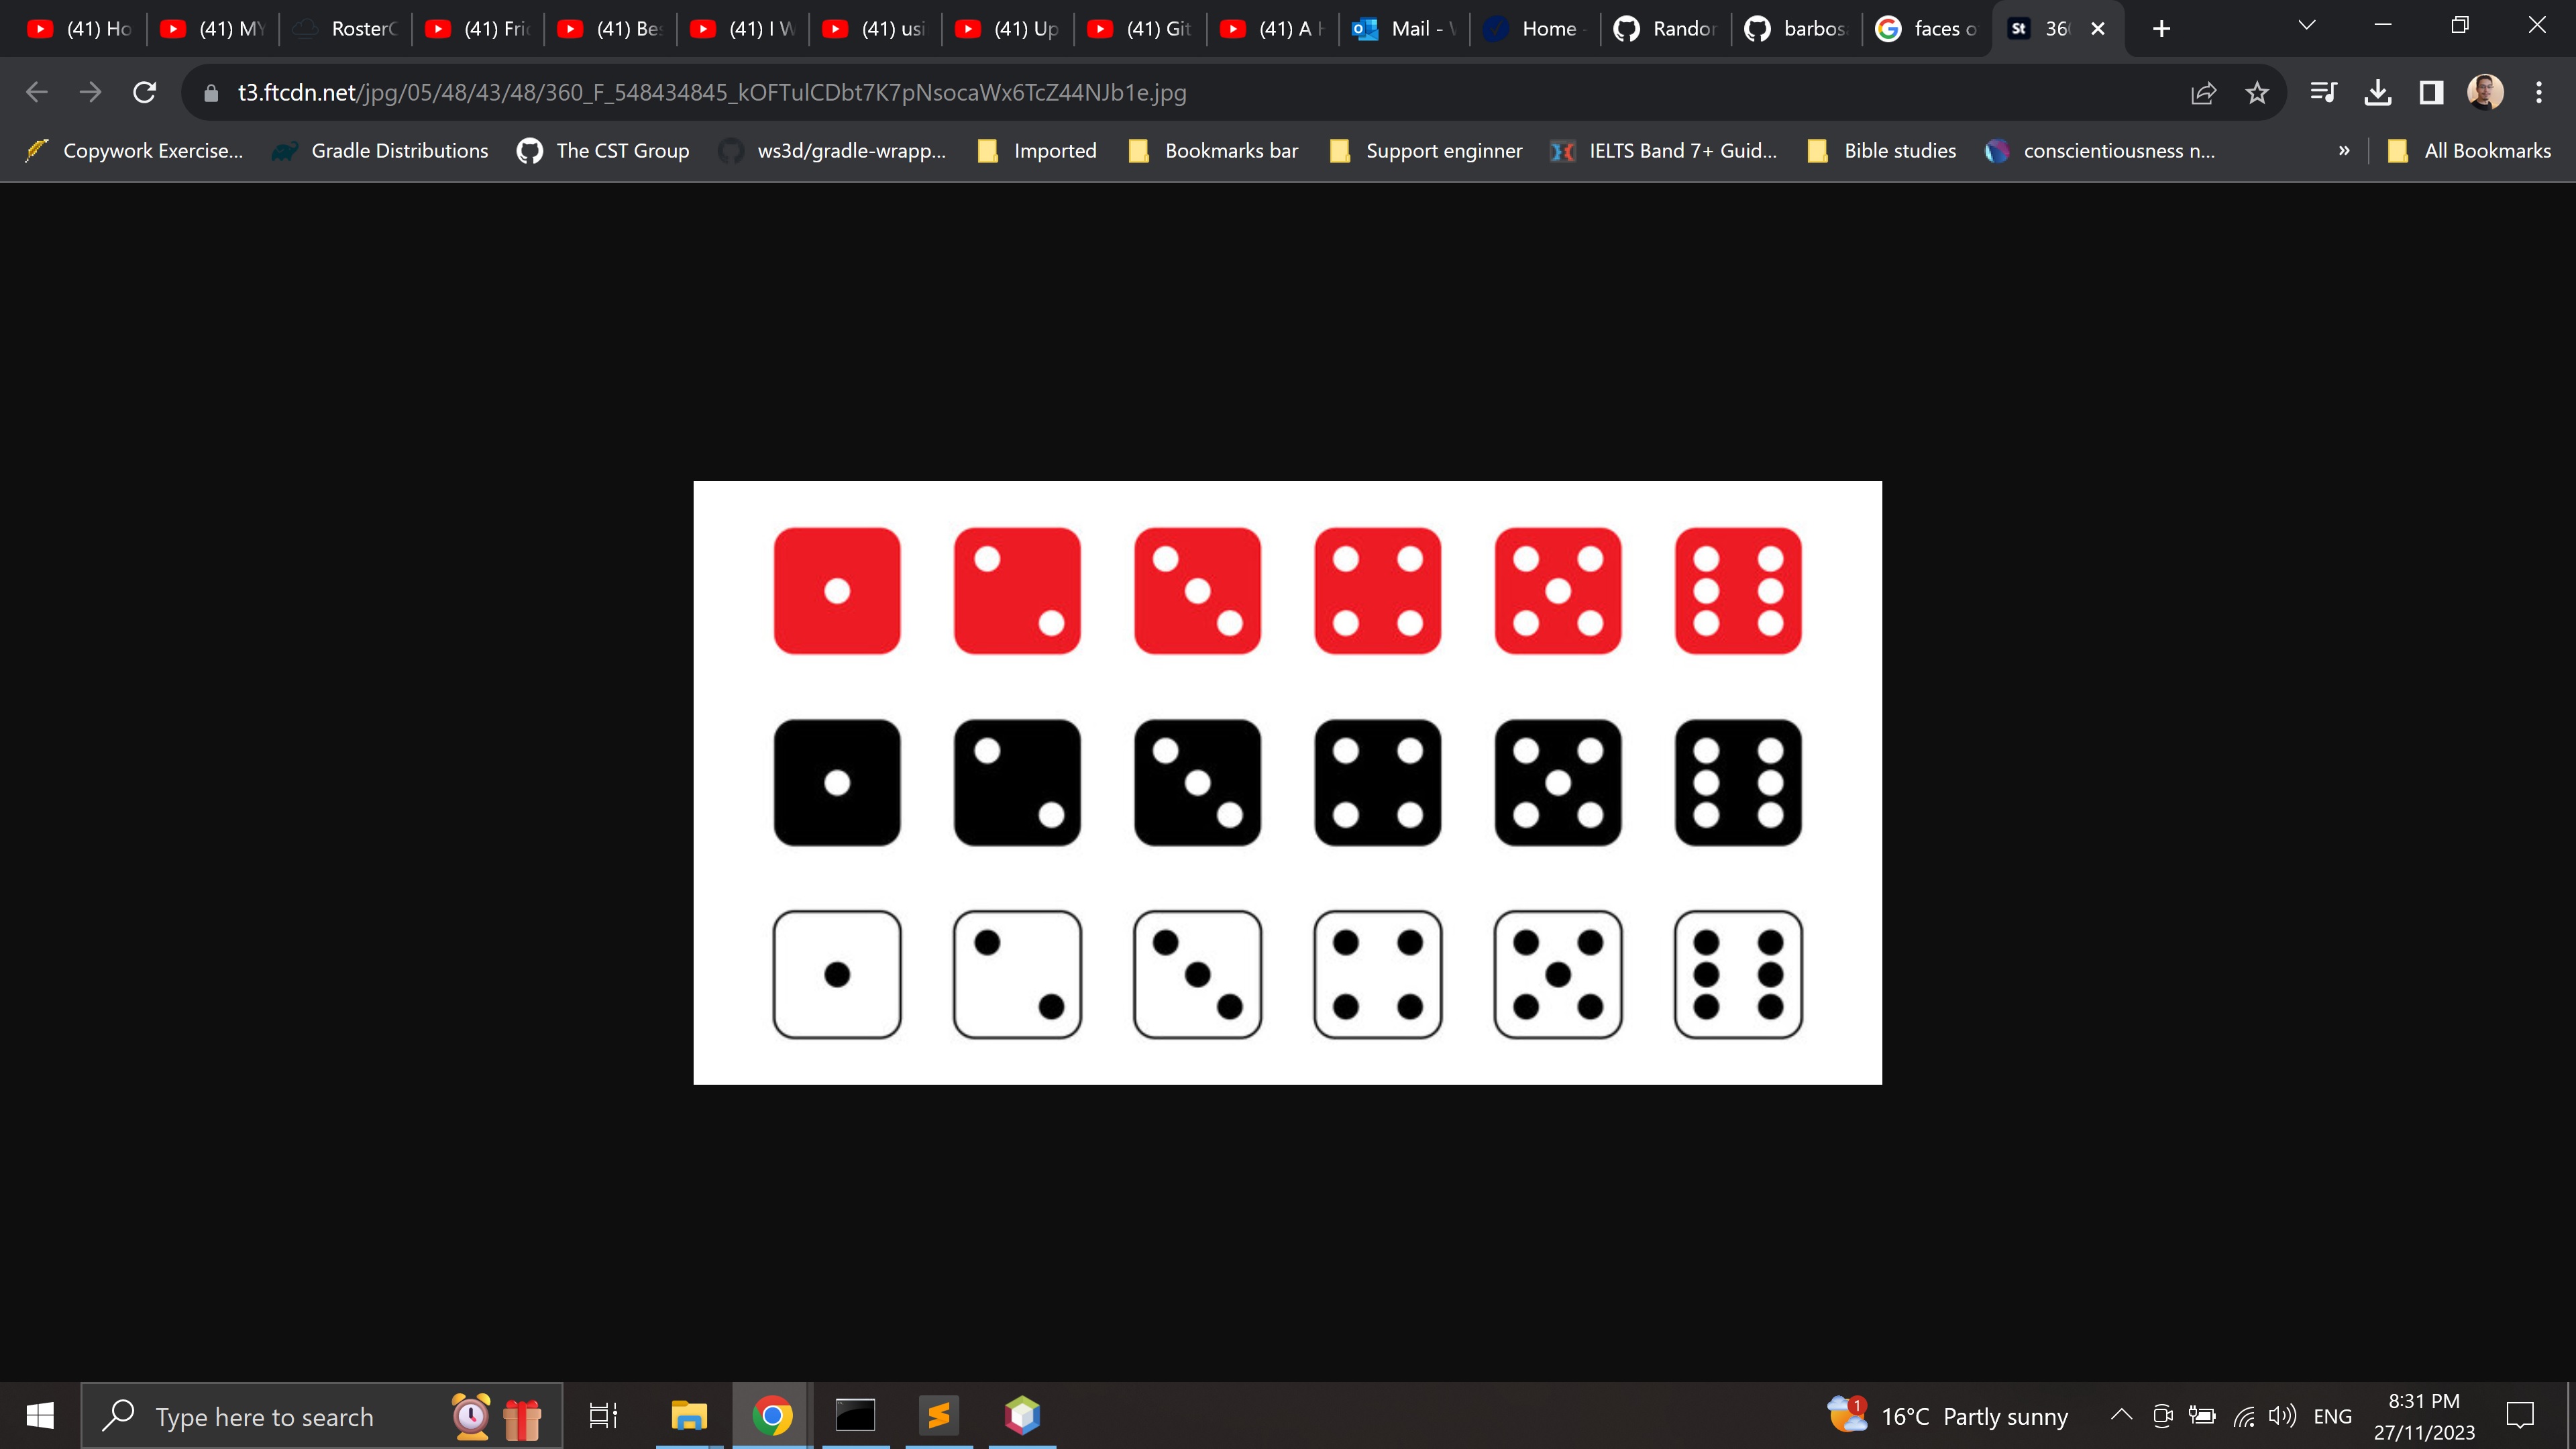 (41) Ho (41) MY RosterC (41) Fri (41) Be (41) I W (41) usi (41) Up (41) Git (41) A H Mail - Home - Randor barbos faces o St 36
t3.ftcdn.net/jpg/05/48/43/48/360_F_548434845_kOFTulCDbt7K7pNsocaWx6TcZ44NJb1e.jpg
Copywork Exercise... Gradle Distributions The CST Group ws3d/gradle-wrapp... Imported Bookmarks bar Support enginner IELTS Band 7+ Guid... Bible studies conscientiousness n... » All Bookmarks
Type here to search 1 16°C Partly sunny ENG 8:31 PM
27/11/2023